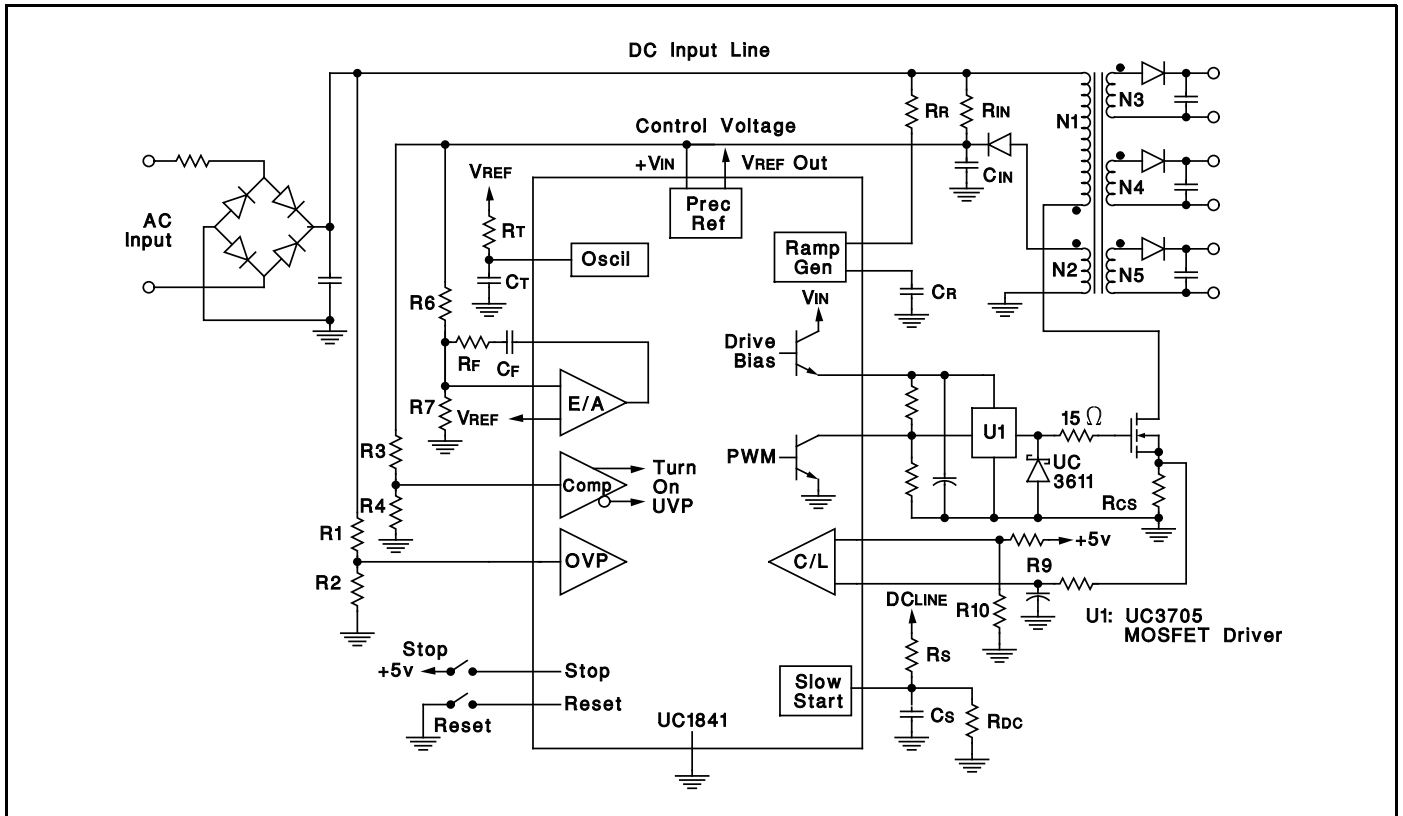 DC Input Line
Control Voltage
+VIN
VREF Out
VREF
RT
CT
Oscil
Prec
Ref
Ramp
Gen
RR
RIN
CIN
CR
N1
N2
N3
N4
N5
AC
Input
R6
RF
CF
R7
VREF
E/A
VIN
Drive
Bias
PWM
U1
15 Ω
UC
3611
RCS
R3
R4
Comp
Turn
On
UVP
R1
R2
OVP
C/L
+5v
R9
R10
DCLINE
RS
U1: UC3705
MOSFET Driver
Stop
+5v
Stop
Reset
Reset
Slow
Start
CS
RDC
UC1841